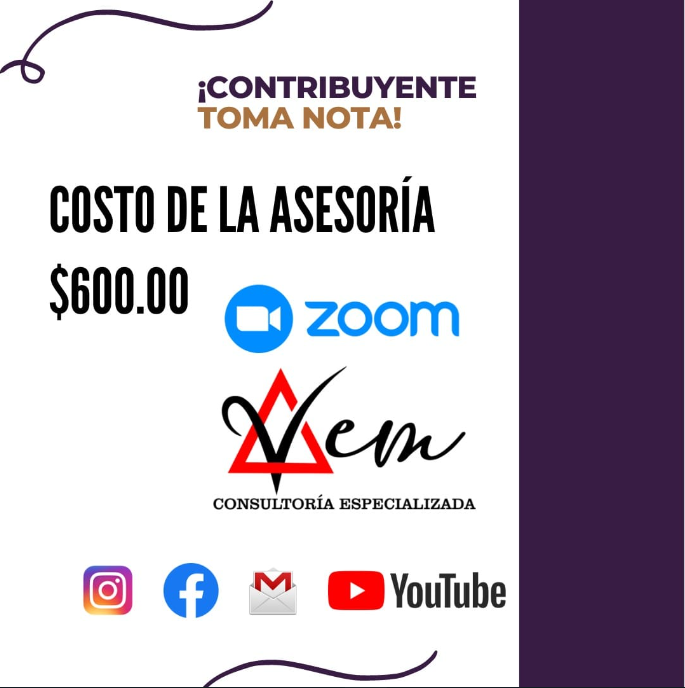 ¡CONTRIBUYENTE
TOMA NOTA!
COSTO DE LA ASESORÍA
$600.00
zoom
Vem
CONSULTORÍA ESPECIALIZADA
YouTube